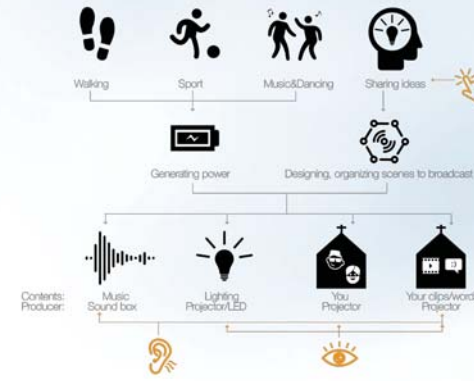 Walking Sport Music&Dancing Sharing ideas
Generating power Designing, organizing scenes to broadcast
Contents: Music Lighting You Your clips/word
Producer: Sound box Projector/LED Projector Projector